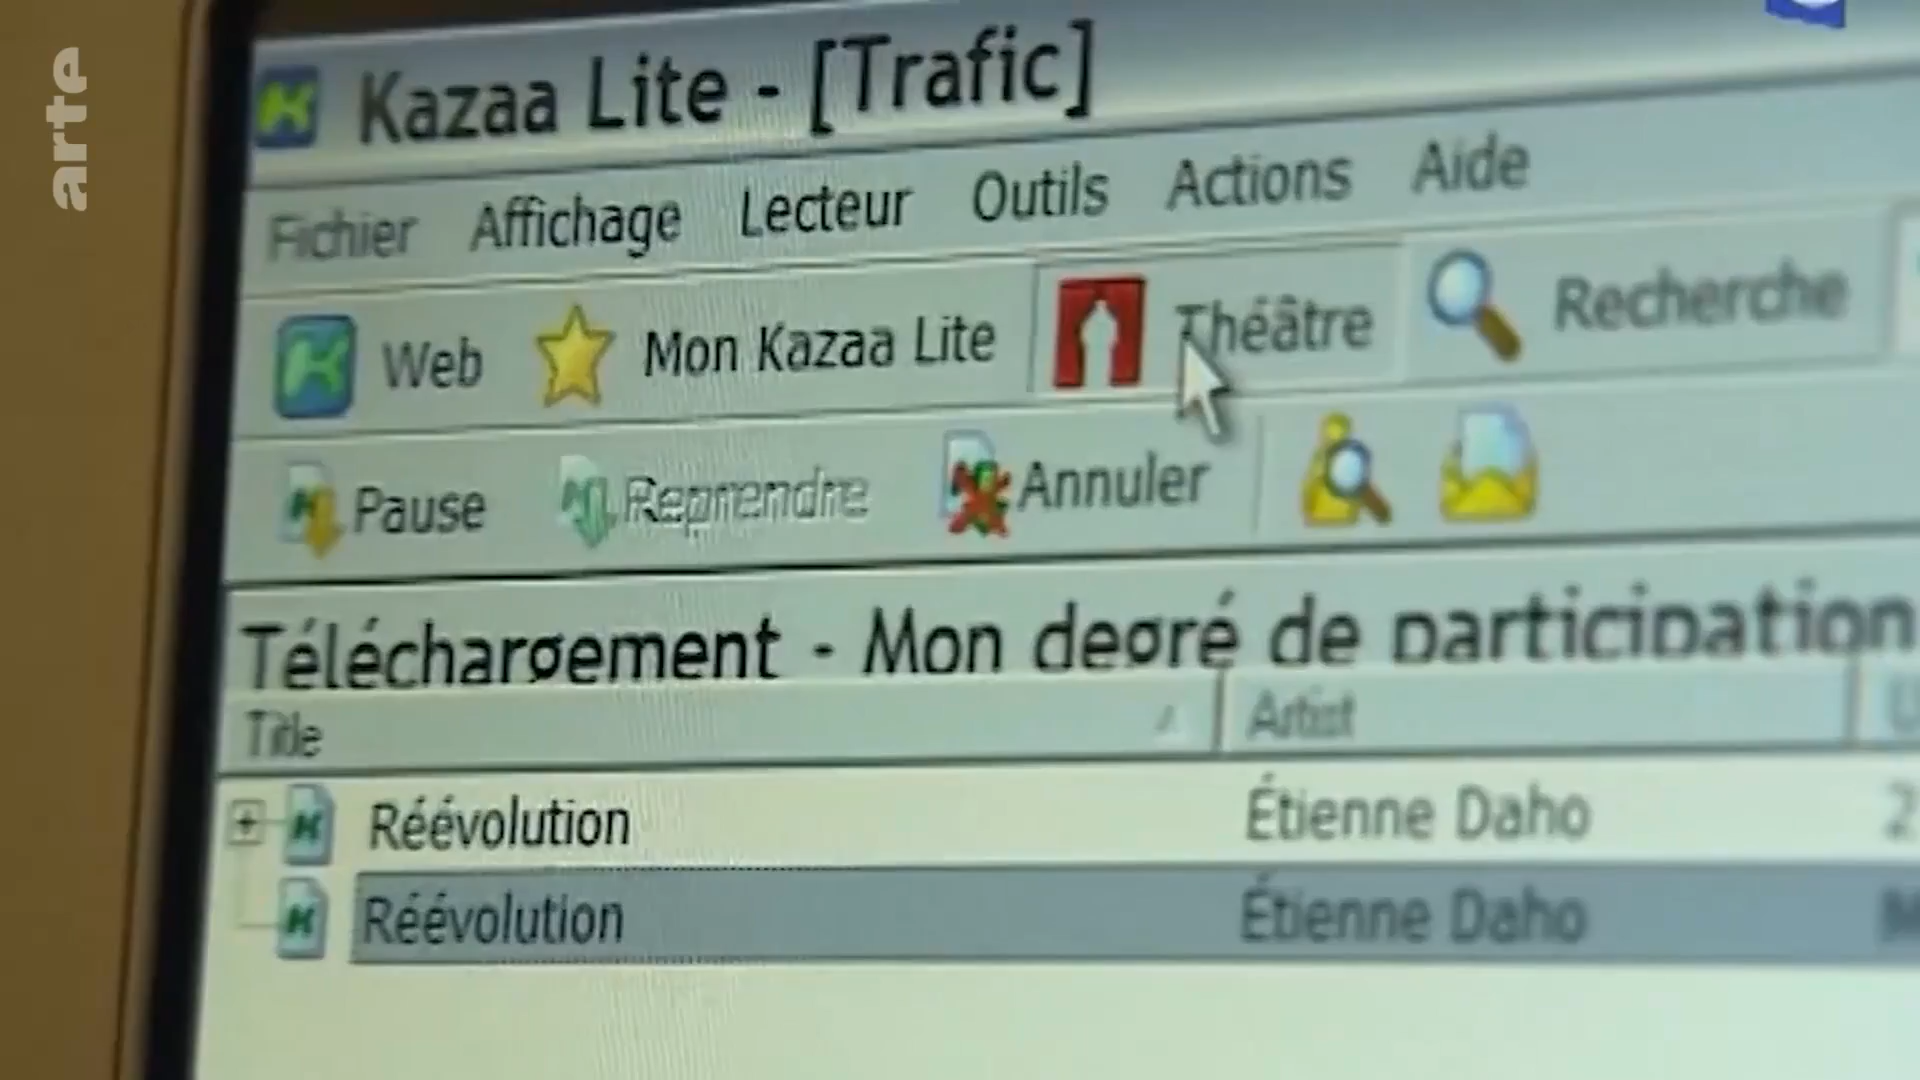 arte
Kazaa Lite - [Trafic]
Fichier Affichage Lecteur Outils Actions Aide
Web Mon Kazaa Lite Théâtre Recherche
Pause Reprendre Annuler
Téléchargement - Mon degré de participation
Title Artist
Réévolution Étienne Daho
Réévolution Étienne Daho